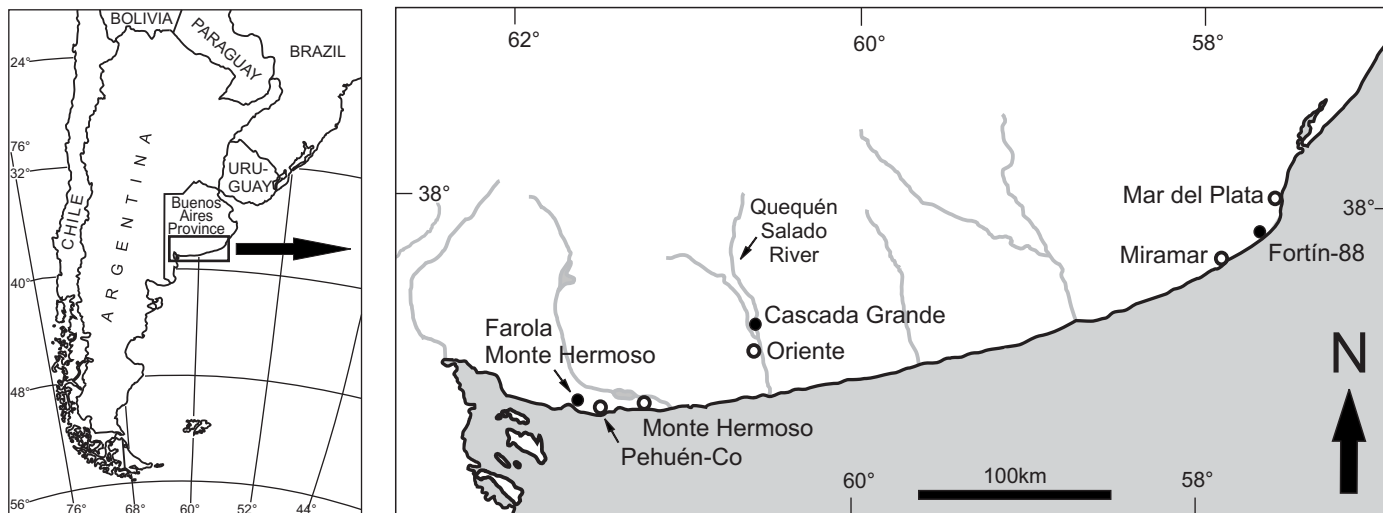 BOLIVIA
PARAGUAY
BRAZIL
24°
76°
32°
URU-
GUAY
CHILE
ARGENTINA
Buenos
Aires
Province
40°
48°
56°
76°
68°
60°
52°
44°
62°
60°
58°
38°
38°
Quequén
Salado
River
Mar del Plata
Miramar
Fortín-88
Cascada Grande
Oriente
Farola
Monte Hermoso
Monte Hermoso
Pehuén-Co
N
100km
60°
58°